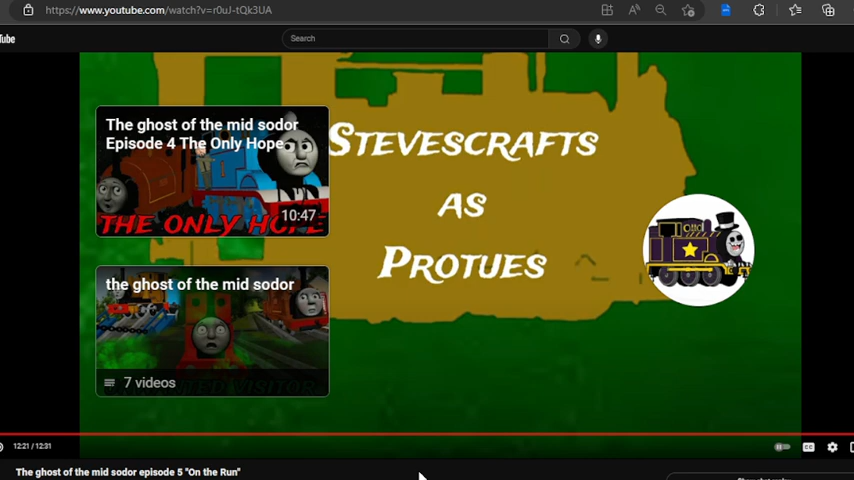 https://www.youtube.com/watch?v=r0uJ-tQk3UA
Tube
Search
The ghost of the mid sodor
Episode 4 The Only Hope
THE ONLY HOPE
10:47
STEVESCRAFTS
AS
PROTUES
the ghost of the mid sodor
7 videos
12:21 / 12:31
The ghost of the mid sodor episode 5 "On the Run"